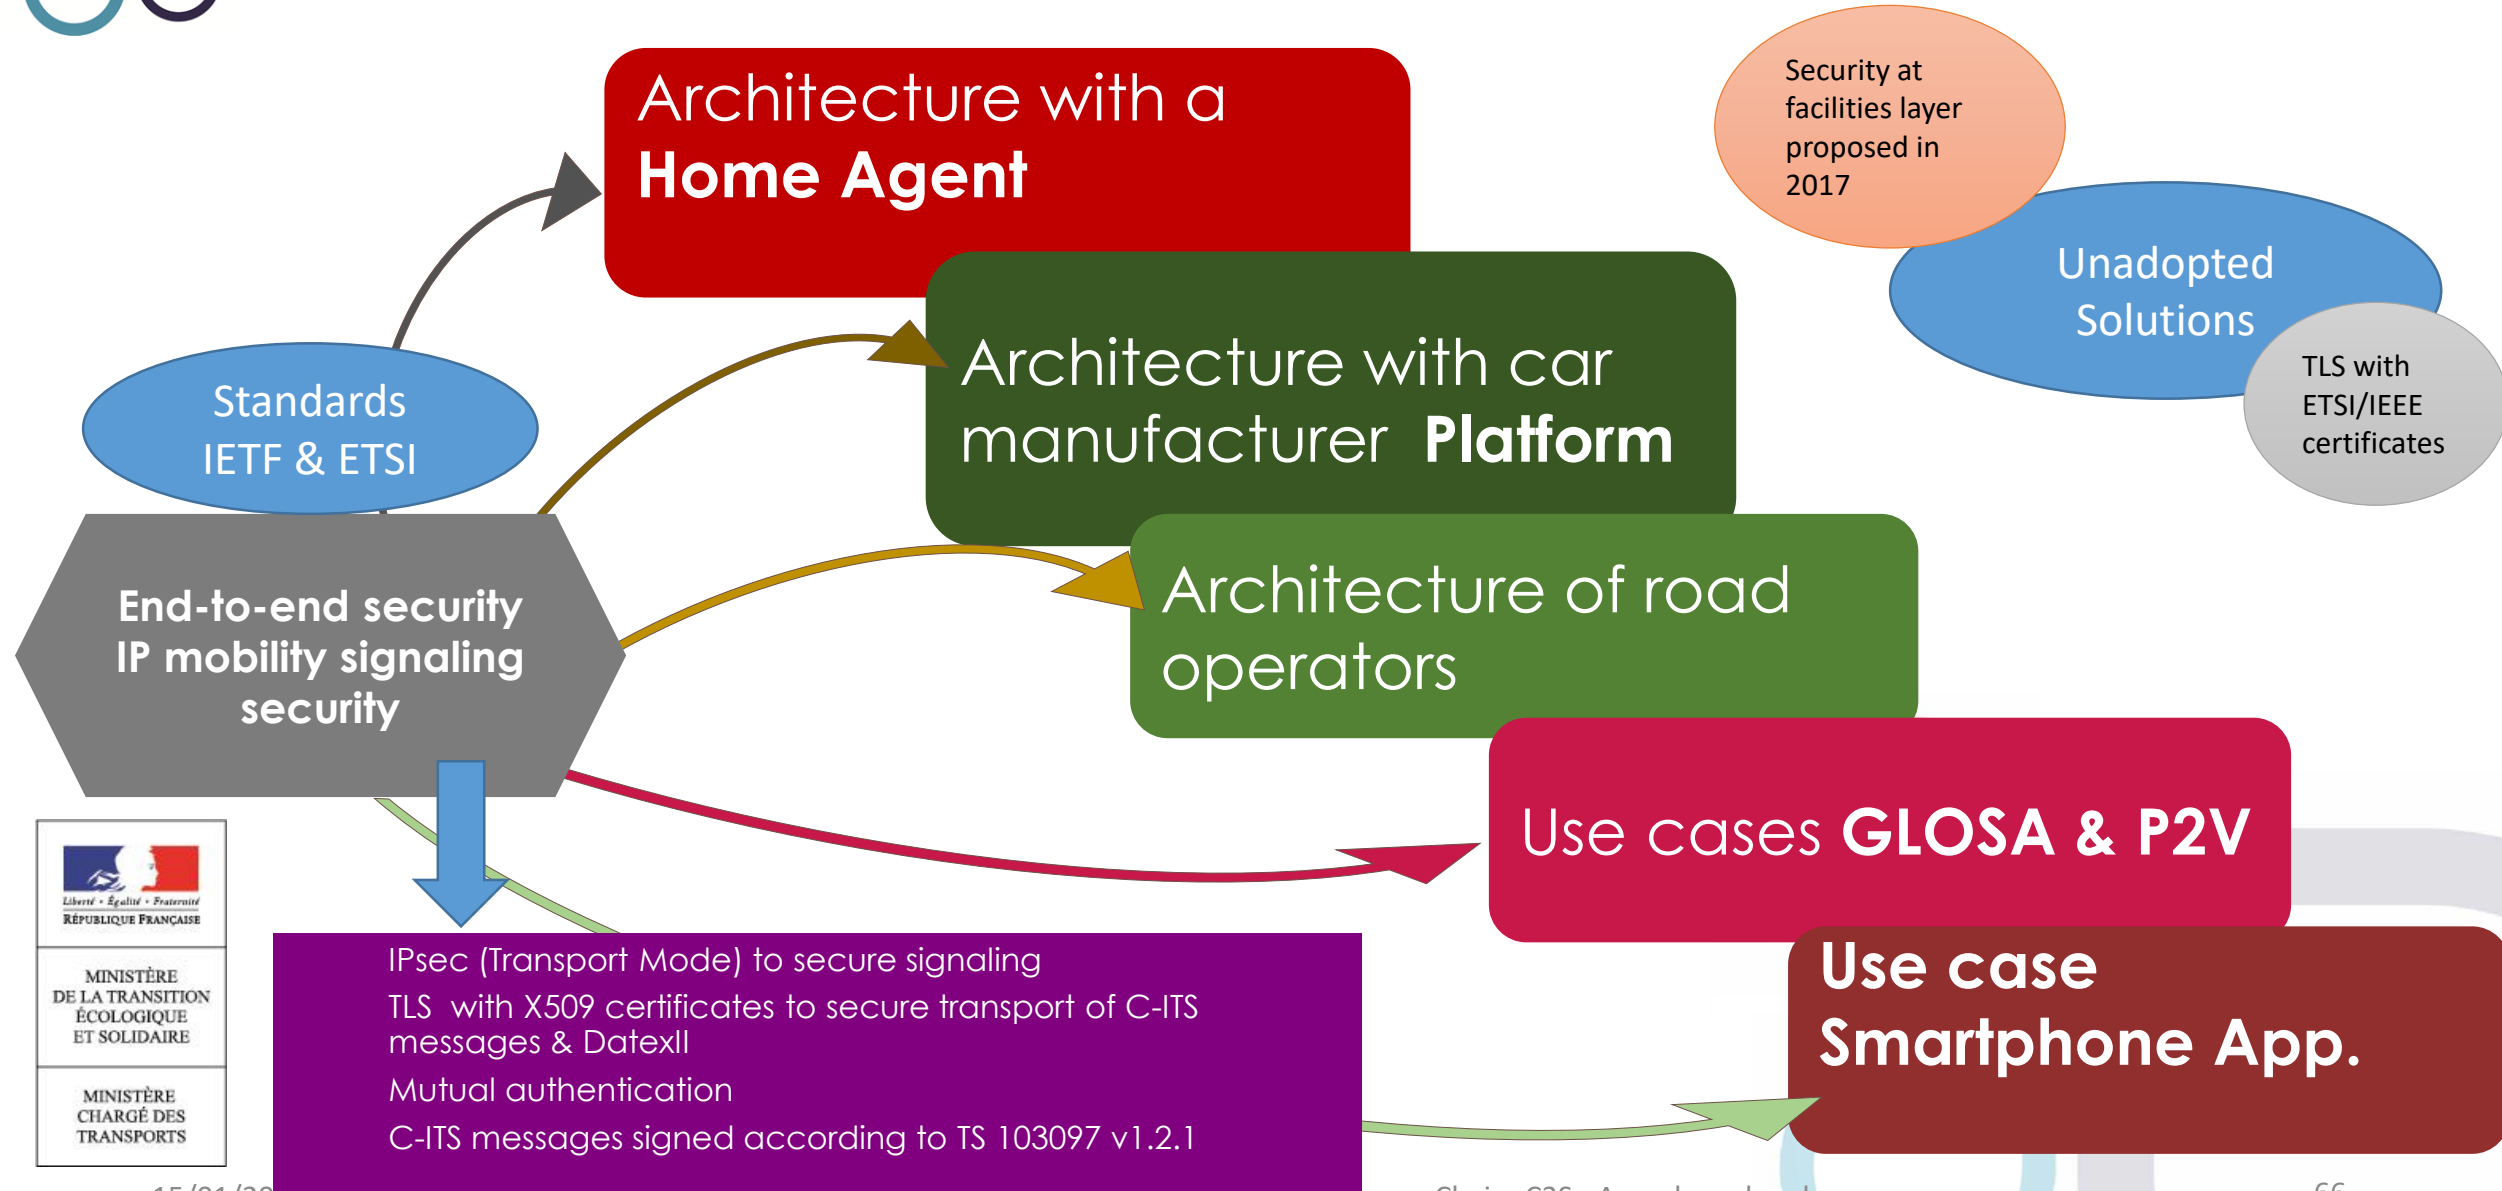 Architecture with a
Home Agent
Security at
facilities layer
proposed in
2017
Unadopted
Solutions
TLS with
ETSI/IEEE
certificates
Architecture with car
manufacturer Platform
Standards
IETF & ETSI
Architecture of road
operators
End-to-end security
IP mobility signaling
security
Use cases GLOSA & P2V
Use case
Smartphone App.
IPsec (Transport Mode) to secure signaling
TLS with X509 certificates to secure transport of C-ITS
messages & DatexII
Mutual authentication
C-ITS messages signed according to TS 103097 v1.2.1
Liberté • Égalité • Fraternité
RÉPUBLIQUE FRANÇAISE
MINISTÈRE
DE LA TRANSITION
ÉCOLOGIQUE
ET SOLIDAIRE
MINISTÈRE
CHARGÉ DES
TRANSPORTS